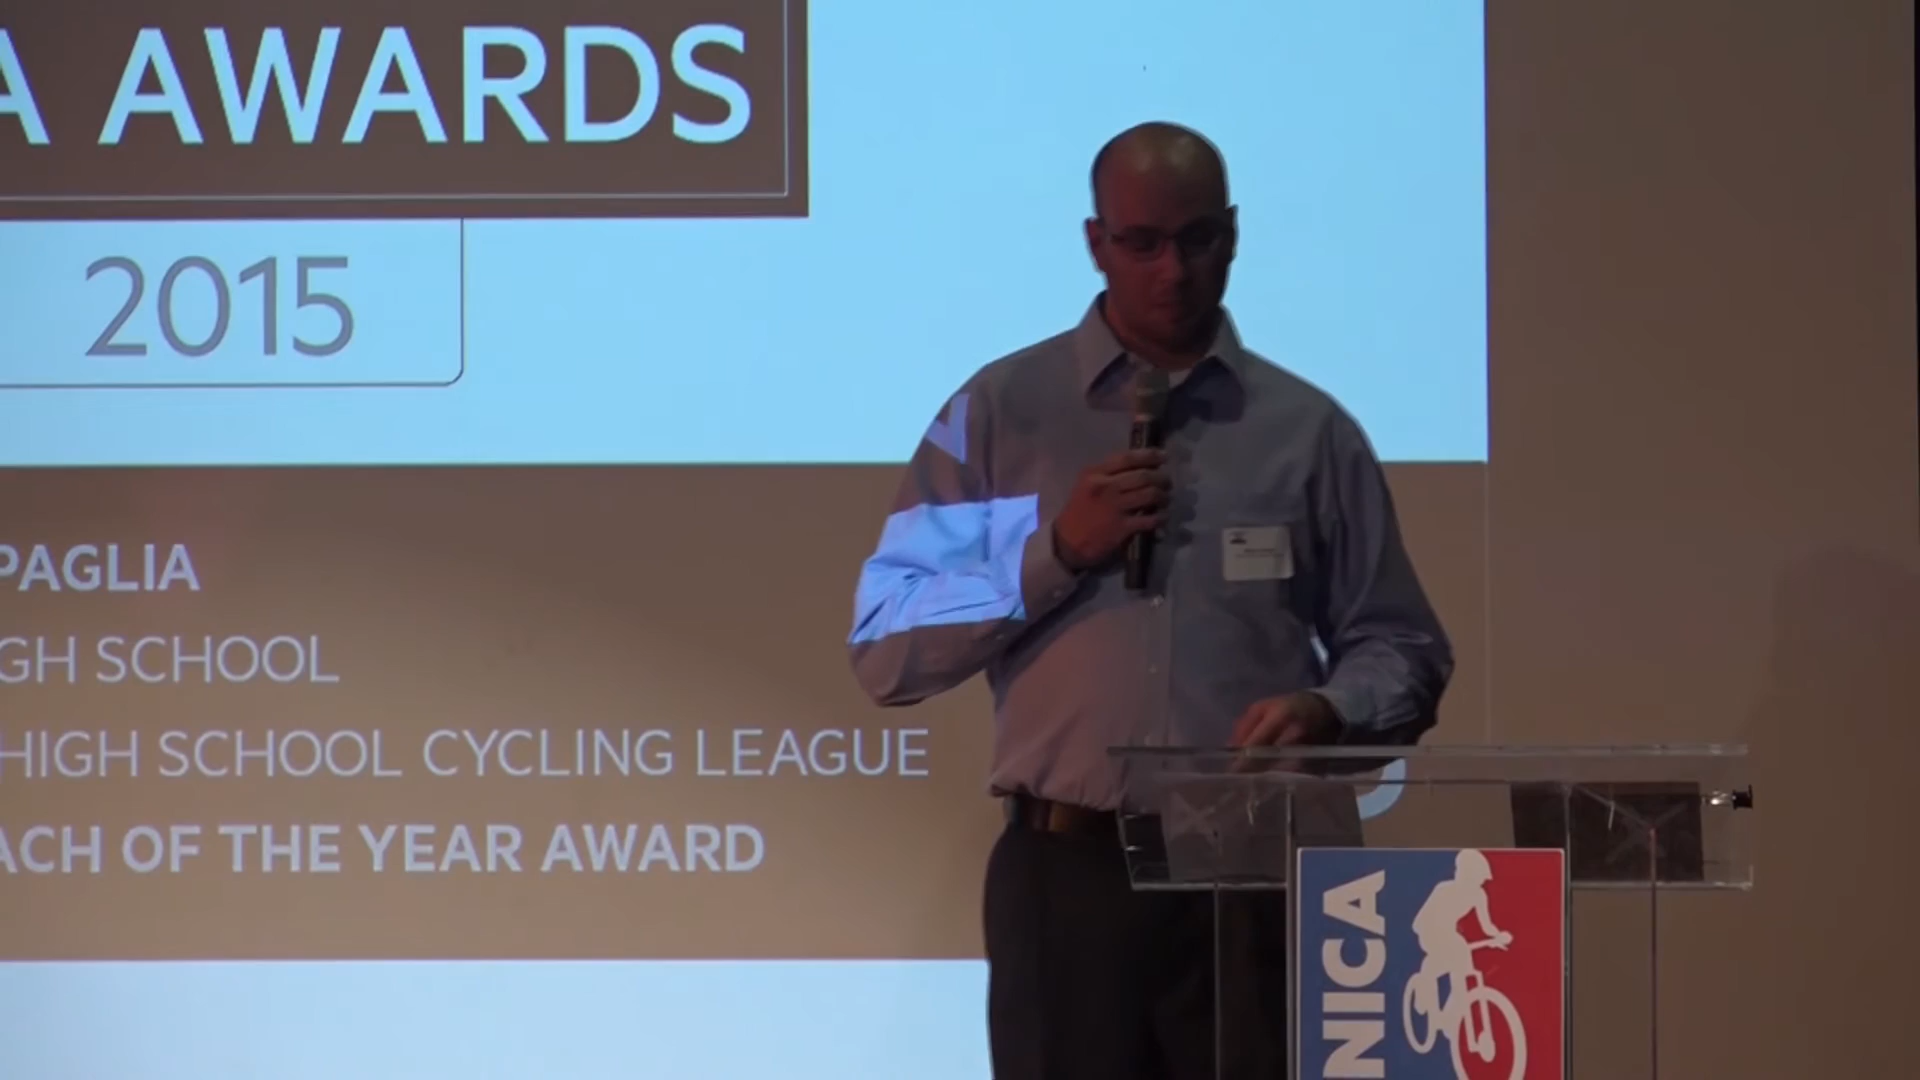 A AWARDS
2015
PAGLIA
GH SCHOOL
HIGH SCHOOL CYCLING LEAGUE
ACH OF THE YEAR AWARD
NICA